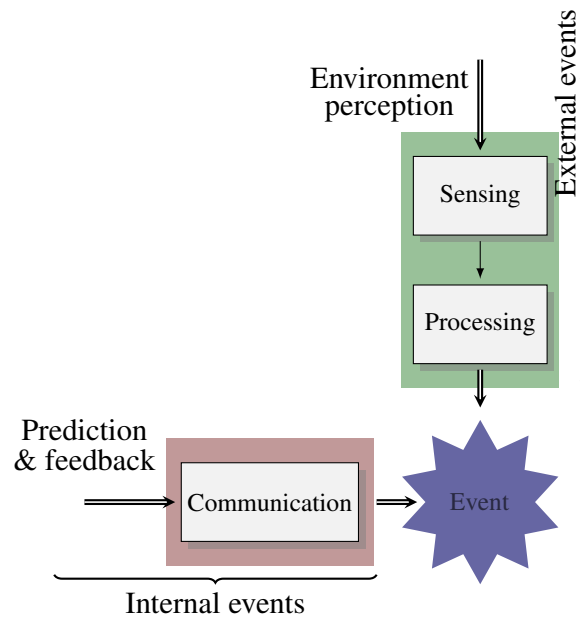 Environment
perception
External events
Sensing
Processing
Prediction
& feedback
Communication
Event
Internal events